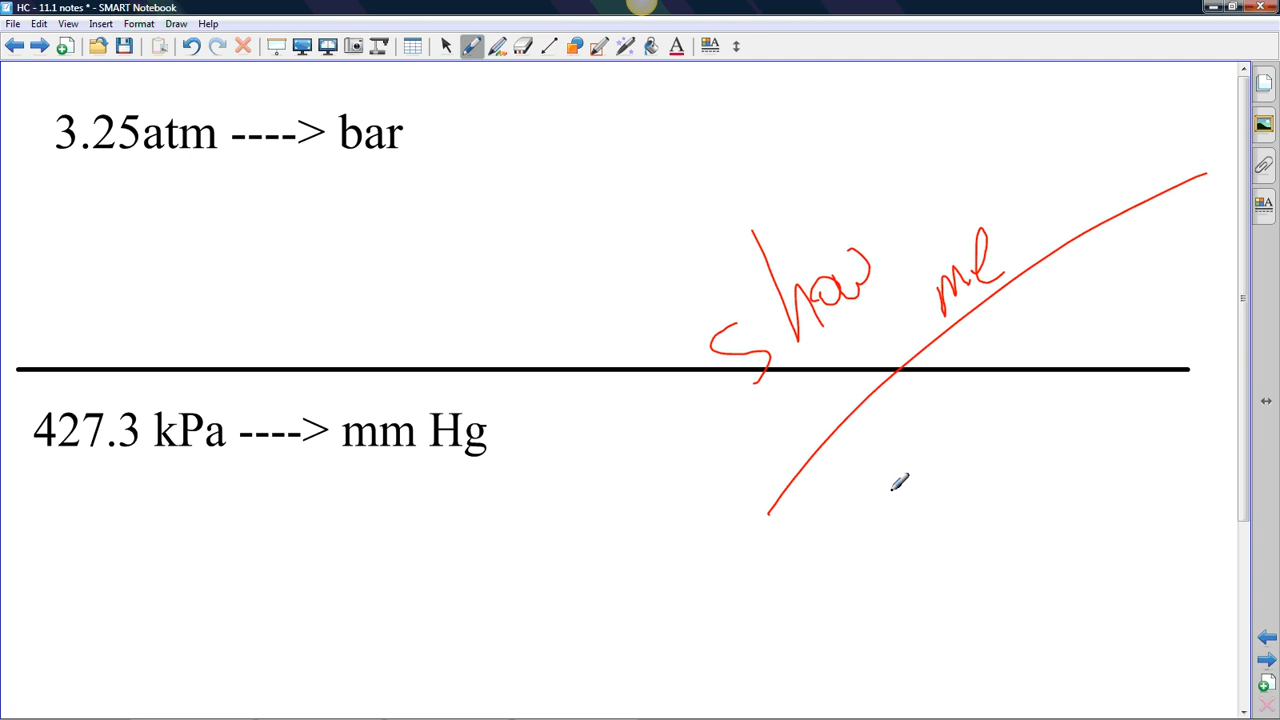 HC - 11.1 notes * - SMART Notebook
File Edit View Insert Format Draw Help
3.25atm ----> bar
show me
427.3 kPa ----> mm Hg